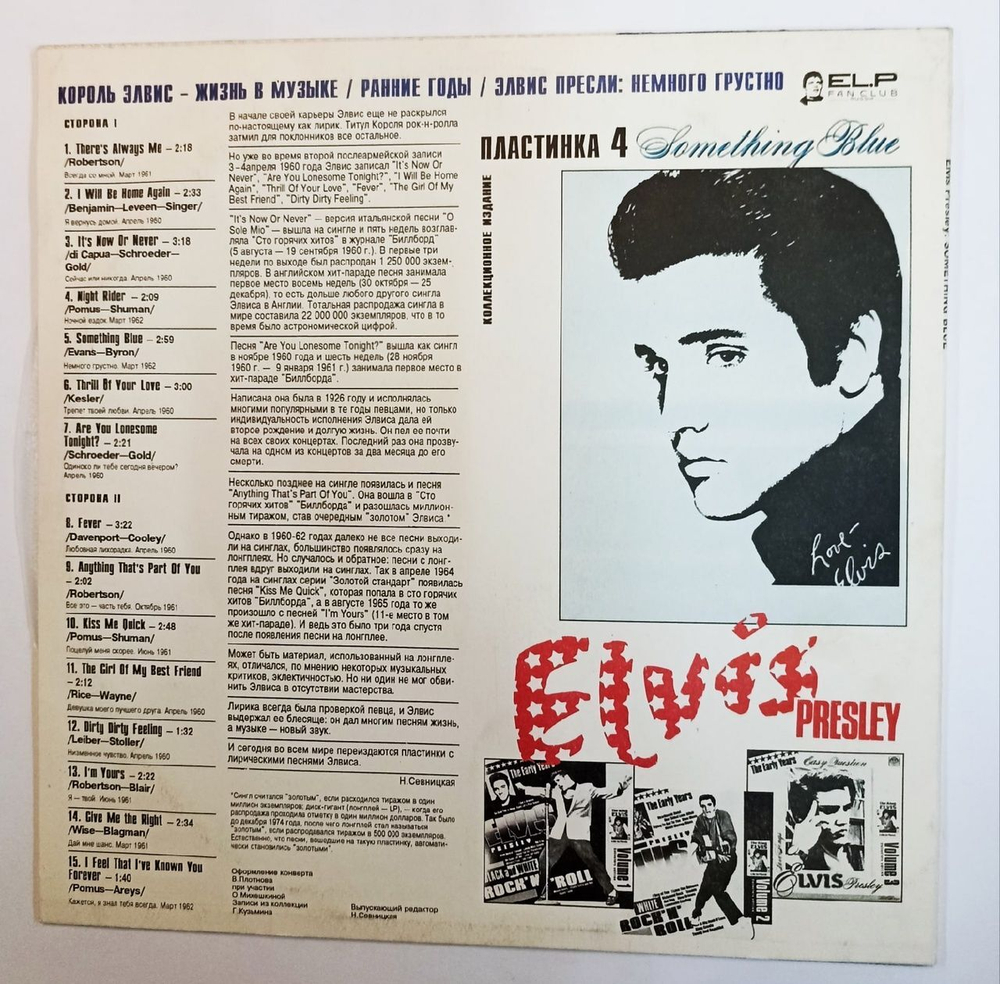 КОРОЛЬ ЭЛВИС – ЖИЗНЬ В МУЗЫКЕ / РАННИЕ ГОДЫ / ЭЛВИС ПРЕСЛИ: НЕМНОГО ГРУСТНО
EL.P
FAN CLUB
СТОРОНА I
1. There's Always Me – 2:18
/Robertson/
Всегда со мной. Март 1961
2. I Will Be Home Again – 2:33
/Benjamin—Leveen—Singer/
Я вернусь домой. Апрель 1960
3. It's Now Or Never – 3:18
/di Capua—Schroeder—
Gold/
Сейчас или никогда. Апрель 1960
4. Night Rider – 2:09
/Pomus—Shuman/
Ночной ездок. Март 1962
5. Something Blue – 2:59
/Evans—Byron/
Немного грустно. Март 1962
6. Thrill Of Your Love – 3:00
/Kesler/
Трепет твоей любви. Апрель 1960
7. Are You Lonesome
Tonight? – 2:21
/Schroeder—Gold/
Одиноко ли тебе сегодня вечером?
Апрель 1960
СТОРОНА II
8. Fever – 3:22
/Davenport—Cooley/
Любовная лихорадка. Апрель 1960
9. Anything That's Part Of You
– 2:02
/Robertson/
Все это — часть тебя. Октябрь 1961
10. Kiss Me Quick – 2:48
/Pomus—Shuman/
Поцелуй меня скорее. Июнь 1961
11. The Girl Of My Best Friend
– 2:12
/Rice—Wayne/
Девушка моего лучшего друга. Апрель 1960
12. Dirty Dirty Feeling – 1:32
/Leiber—Stoller/
Низменное чувство. Апрель 1960
13. I'm Yours – 2:22
/Robertson—Blair/
Я — твой. Июнь 1961
14. Give Me the Right – 2:34
/Wise—Blagman/
Дай мне шанс. Март 1961
15. I Feel That I've Known You
Forever – 1:40
/Pomus—Areys/
Кажется, я знал тебя всегда. Март 1962
В начале своей карьеры Элвис еще не раскрылся
по-настоящему как лирик. Титул Короля рок-н-ролла
затмил для поклонников все остальное.
Но уже во время второй послеармейской записи
3–4апреля 1960 года Элвис записал "It's Now Or
Never", "Are You Lonesome Tonight?", "I Will Be Home
Again", "Thrill Of Your Love", "Fever", "The Girl Of My
Best Friend", "Dirty Dirty Feeling".
"It's Now Or Never" — версия итальянской песни "O
Sole Mio" — вышла на сингле и пять недель возглав-
ляла "Сто горячих хитов" в журнале "Биллборд"
(5 августа — 19 сентября 1960 г.). В первые три
недели по выходе был распродан 1 250 000 экзем-
пляров. В английском хит-параде песня занимала
первое место восемь недель (30 октября — 25
декабря), то есть дольше любого другого сингла
Элвиса в Англии. Тотальная распродажа сингла в
мире составила 22 000 000 экземпляров, что в то
время было астрономической цифрой.
Песня "Are You Lonesome Tonight?" вышла как сингл
в ноябре 1960 года и шесть недель (28 ноября
1960 г. — 9 января 1961 г.) занимала первое место в
хит-параде "Биллборда".
Написана она была в 1926 году и исполнялась
многими популярными в те годы певцами, но только
индивидуальность исполнения Элвиса дала ей
второе рождение и долгую жизнь. Он пел ее почти
на всех своих концертах. Последний раз она прозву-
чала на одном из концертов за два месяца до его
смерти.
Несколько позднее на сингле появилась и песня
"Anything That's Part Of You". Она вошла в "Сто
горячих хитов" "Биллборда" и разошлась миллион-
ным тиражом, став очередным "золотом" Элвиса.*
Однако в 1960-62 годах далеко не все песни выходи-
ли на синглах, большинство появлялось сразу на
лонгплеях. Но случалось и обратное: песни с лонг-
плея вдруг выходили на синглах. Так в апреле 1964
года на синглах серии "Золотой стандарт" появилась
песня "Kiss Me Quick", которая попала в сто горячих
хитов "Биллборда", а в августе 1965 года то же
произошло с песней "I'm Yours" (11-е место в том
же хит-параде). И ведь это было три года спустя
после появления песни на лонгплее.
Может быть материал, использованный на лонгпле-
ях, отличался, по мнению некоторых музыкальных
критиков, эклектичностью. Но ни один не мог обви-
нить Элвиса в отсутствии мастерства.
Лирика всегда была проверкой певца, и Элвис
выдержал ее блестяще: он дал многим песням жизнь,
а музыке — новый звук.
И сегодня во всем мире переиздаются пластинки с
лирическими песнями Элвиса.
Н.Севницкая
*Сингл считался "золотым", если расходился тиражом в один
миллион экземпляров; диск-гигант (лонгплей — LP), — когда его
распродажа проходила отметку в один миллион долларов. Так было
до декабря 1974 года, после чего лонгплей стал называться
"золотым", если распродавался тиражом в 500 000 экземпляров.
Естественно, что песни, вошедшие на такую пластинку, автомати-
чески становились "золотыми".
Оформление конверта
В.Плотнова
при участии
О.Михешкиной
Записи из коллекции
Г.Кузьмина
Выпускающий редактор
Н.Севницкая
ПЛАСТИНКА 4 Something Blue
КОЛЛЕКЦИОННОЕ ИЗДАНИЕ
Elvis Presley. SOMETHING BLUE
Love
Elvis
Elvis
PRESLEY
The Early Years
ELVIS
PRESLEY
BLACK & WHITE
ROCK'N'ROLL
Volume 1
The Early Years
WHITE
ROCK'N'
ROLL
Volume 2
The Early Years
Easy Question
ELVIS Presley
Volume 3